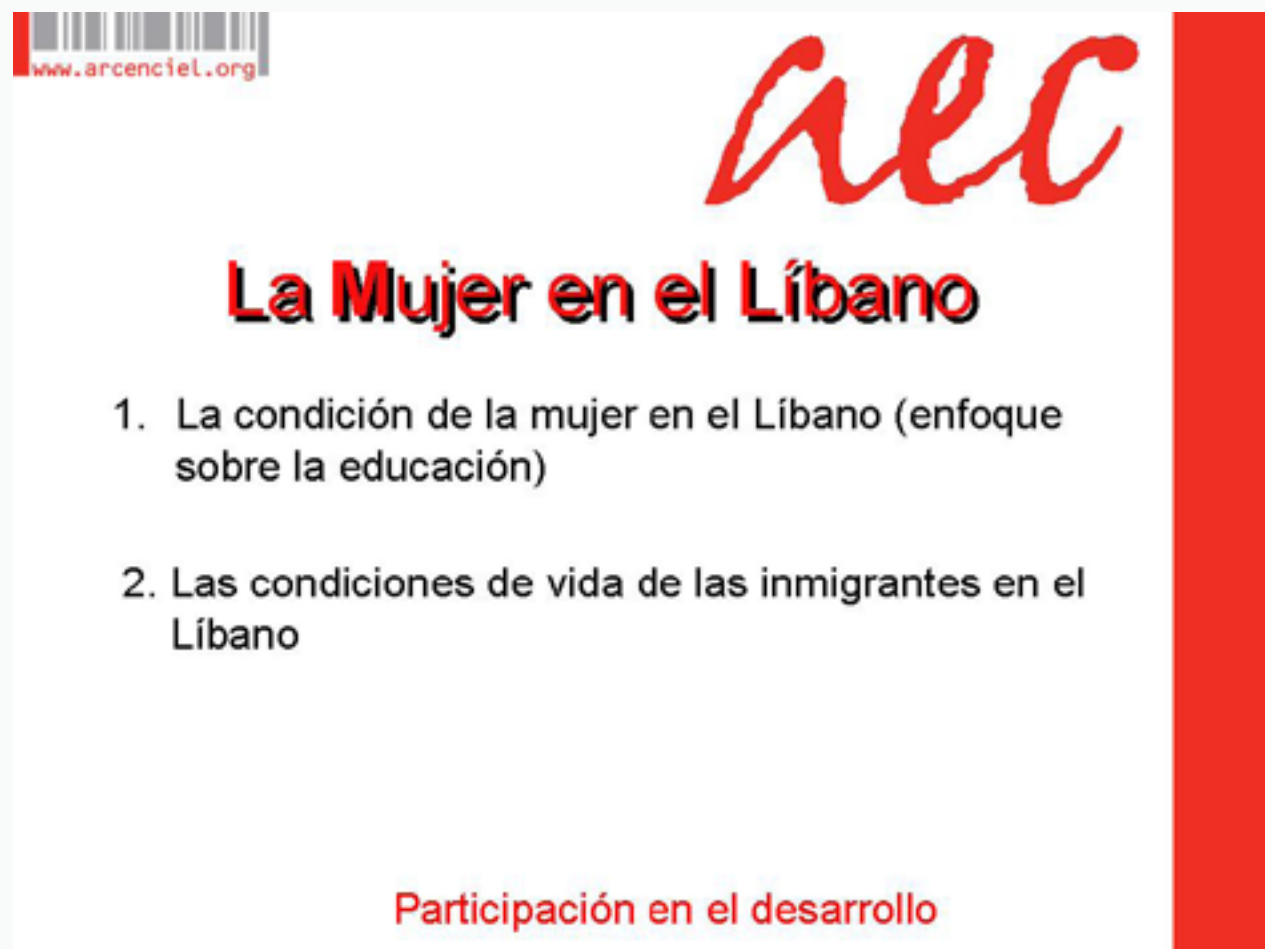 www.arcenciel.org
aec
La Mujer en el Líbano
1. La condición de la mujer en el Líbano (enfoque
sobre la educación)
2. Las condiciones de vida de las inmigrantes en el
Líbano
Participación en el desarrollo